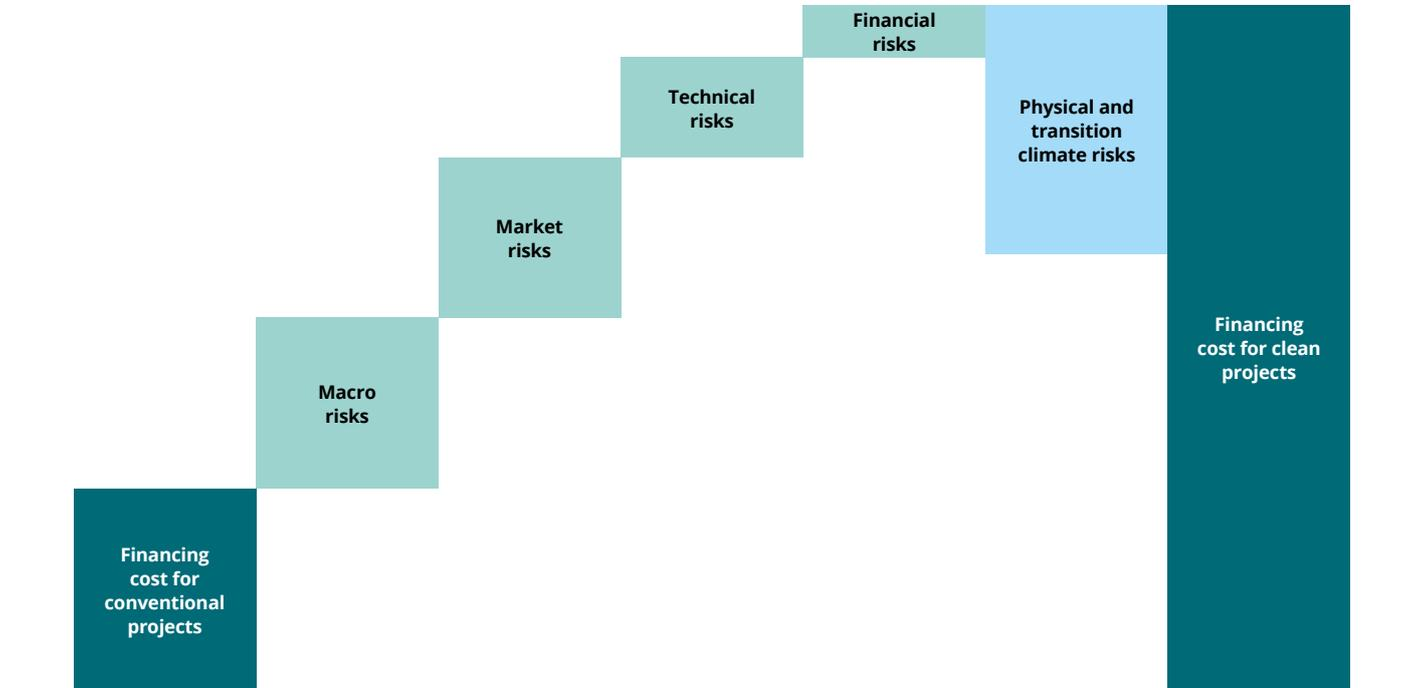 Financing
cost for
conventional
projects
Macro
risks
Market
risks
Technical
risks
Financial
risks
Physical and
transition
climate risks
Financing
cost for clean
projects